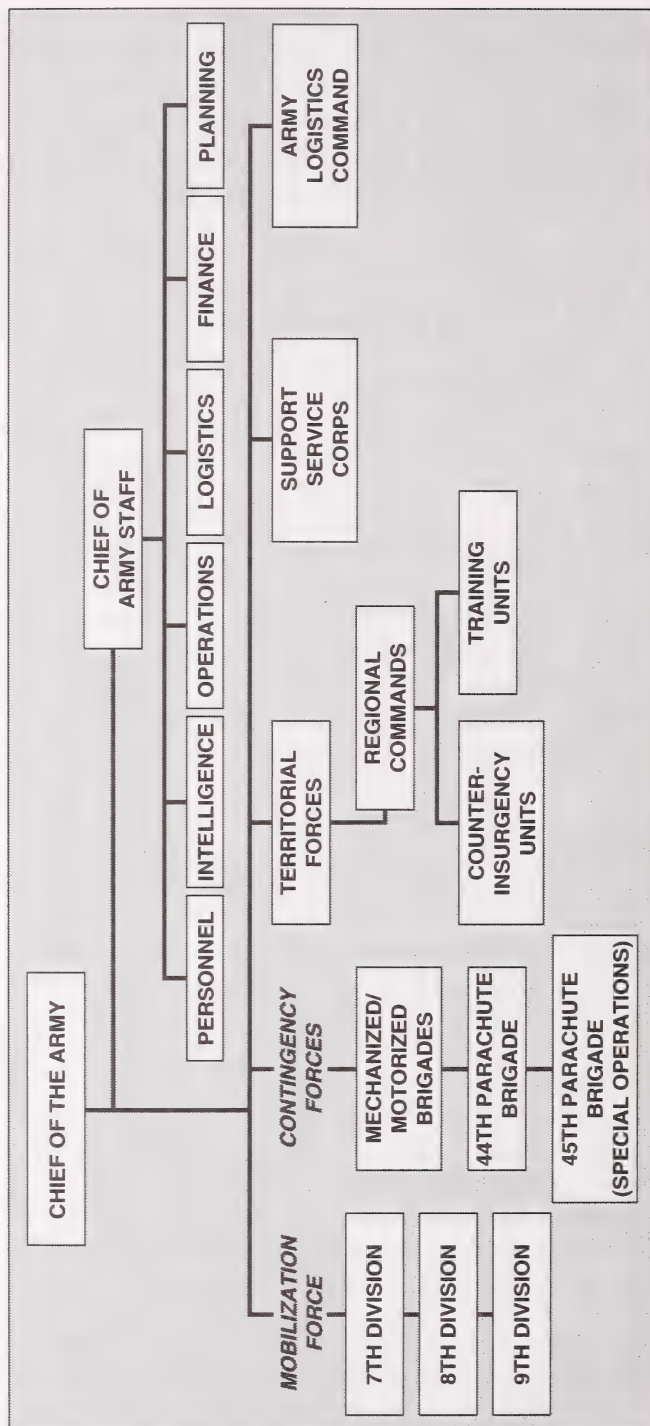 CHIEF OF THE ARMY
CHIEF OF
ARMY STAFF
PERSONNEL
INTELLIGENCE
OPERATIONS
LOGISTICS
FINANCE
PLANNING
MOBILIZATION
FORCE
7TH DIVISION
8TH DIVISION
9TH DIVISION
CONTINGENCY
FORCES
MECHANIZED/
MOTORIZED
BRIGADES
44TH PARACHUTE
BRIGADE
45TH PARACHUTE
BRIGADE
(SPECIAL OPERATIONS)
TERRITORIAL
FORCES
REGIONAL
COMMANDS
COUNTER-
INSURGENCY
UNITS
TRAINING
UNITS
SUPPORT
SERVICE
CORPS
ARMY
LOGISTICS
COMMAND